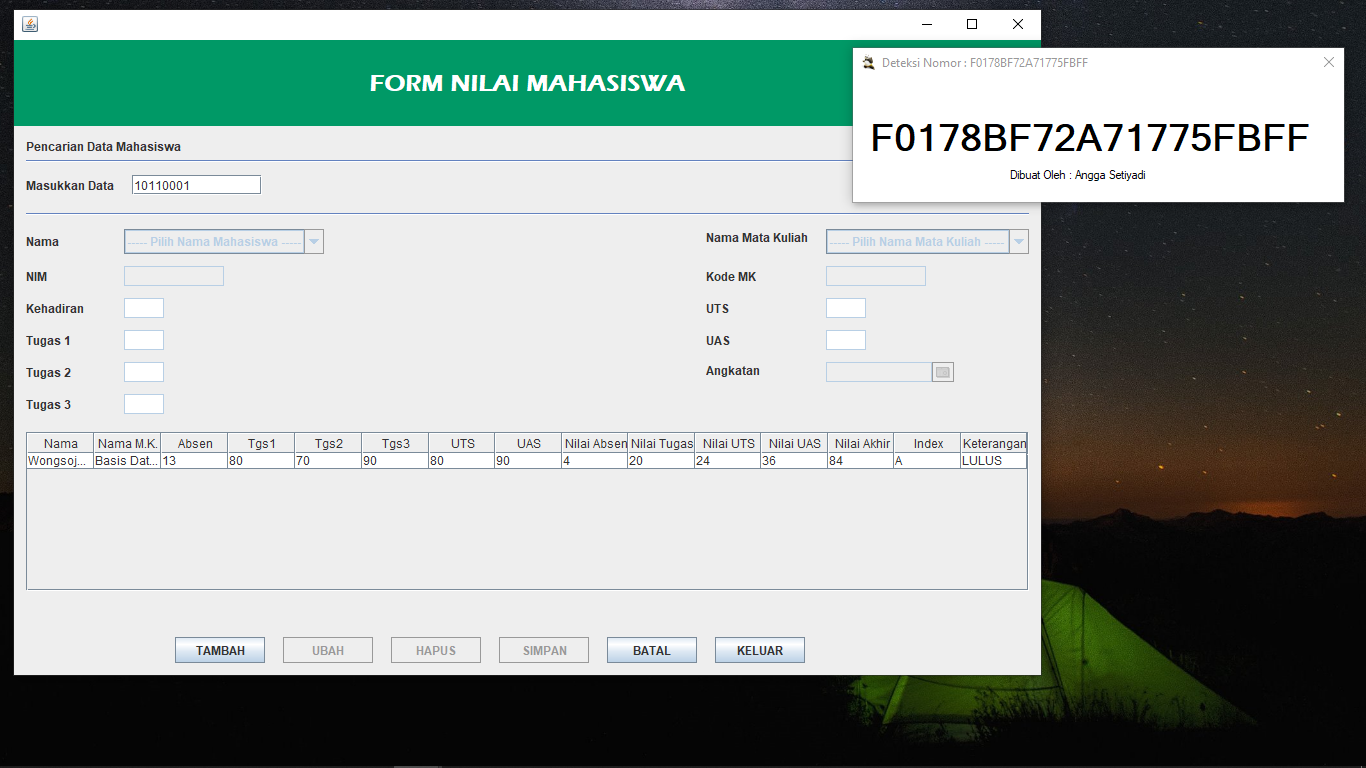 FORM NILAI MAHASISWA
Deteksi Nomor : F0178BF72A71775FBFF
F0178BF72A71775FBFF
Dibuat Oleh : Angga Setiyadi
Pencarian Data Mahasiswa
Masukkan Data 10110001
Nama ----- Pilih Nama Mahasiswa ----- Nama Mata Kuliah ----- Pilih Nama Mata Kuliah -----
NIM Kode MK
Kehadiran UTS
Tugas 1 UAS
Tugas 2 Angkatan
Tugas 3
Nama Nama M.K. Absen Tgs1 Tgs2 Tgs3 UTS UAS Nilai Absen Nilai Tugas Nilai UTS Nilai UAS Nilai Akhir Index Keterangan
Wongsoj... Basis Dat... 13 80 70 90 80 90 4 20 24 36 84 A LULUS
TAMBAH UBAH HAPUS SIMPAN BATAL KELUAR